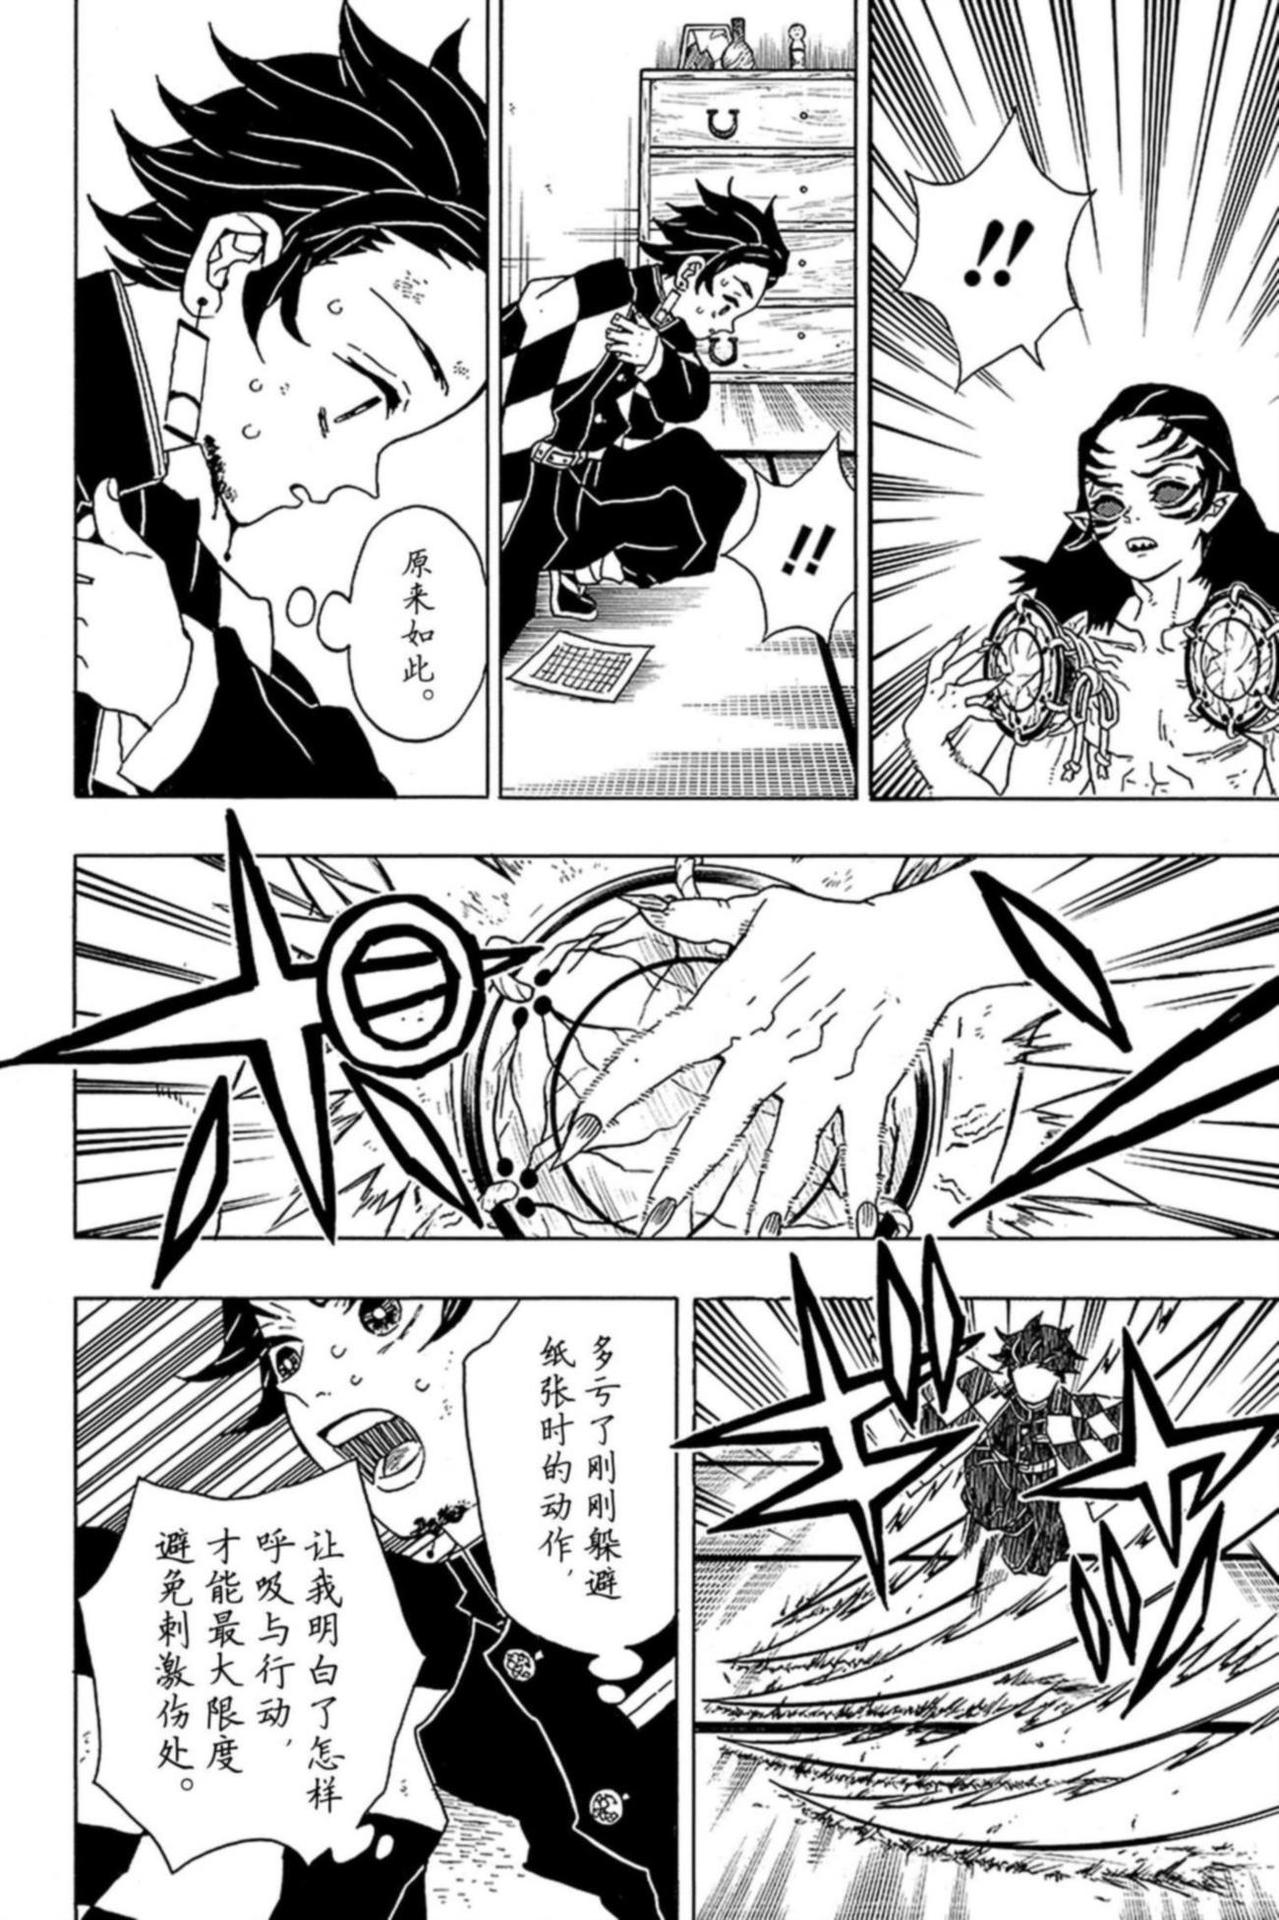 !!
!!
原来如此。
多亏了刚刚躲避
纸张时的动作，
让我明白了怎样
呼吸与行动，
才能最大限度
避免刺激伤处。